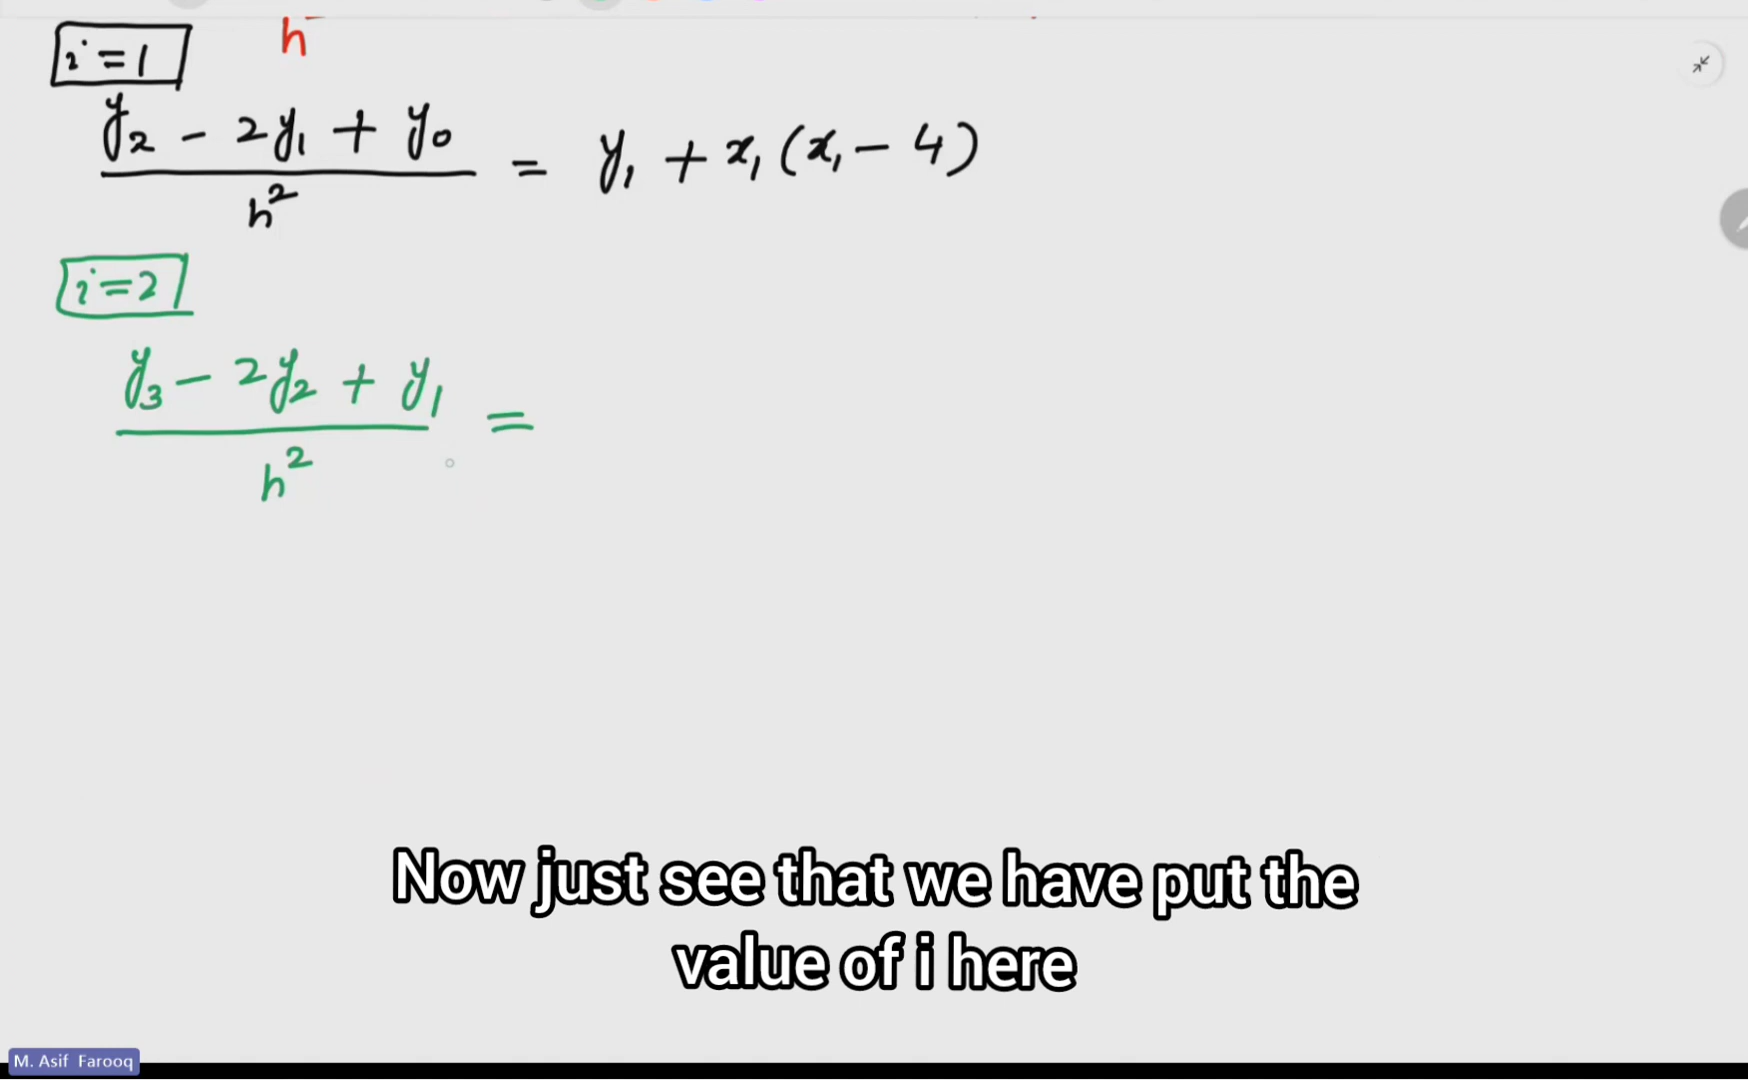 h
i = 1
y₂ - 2y₁ + y₀
h² = y₁ + x₁(x₁ - 4)
i = 2
y₃ - 2y₂ + y₁
h² =
Now just see that we have put the
value of i here
M. Asif Farooq